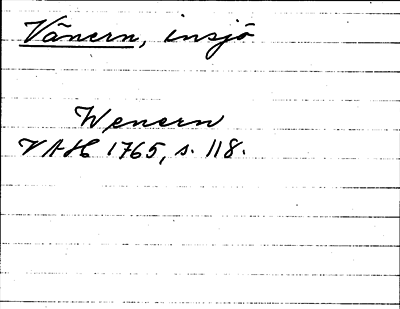 Vänern, insjö
Wenern
VAH 1765, s. 118.